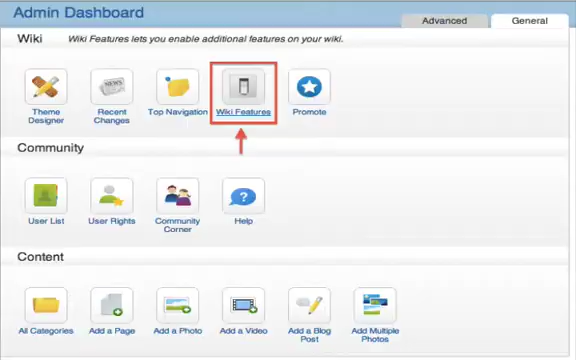 Admin Dashboard
Advanced
General
Wiki Wiki Features lets you enable additional features on your wiki.
Theme
Designer
NEWS
Recent
Changes
Top Navigation
Wiki Features
Promote
Community
User List
User Rights
Community
Corner
?
Help
Content
All Categories
Add a Page
Add a Photo
Add a Video
Add a Blog
Post
Add Multiple
Photos